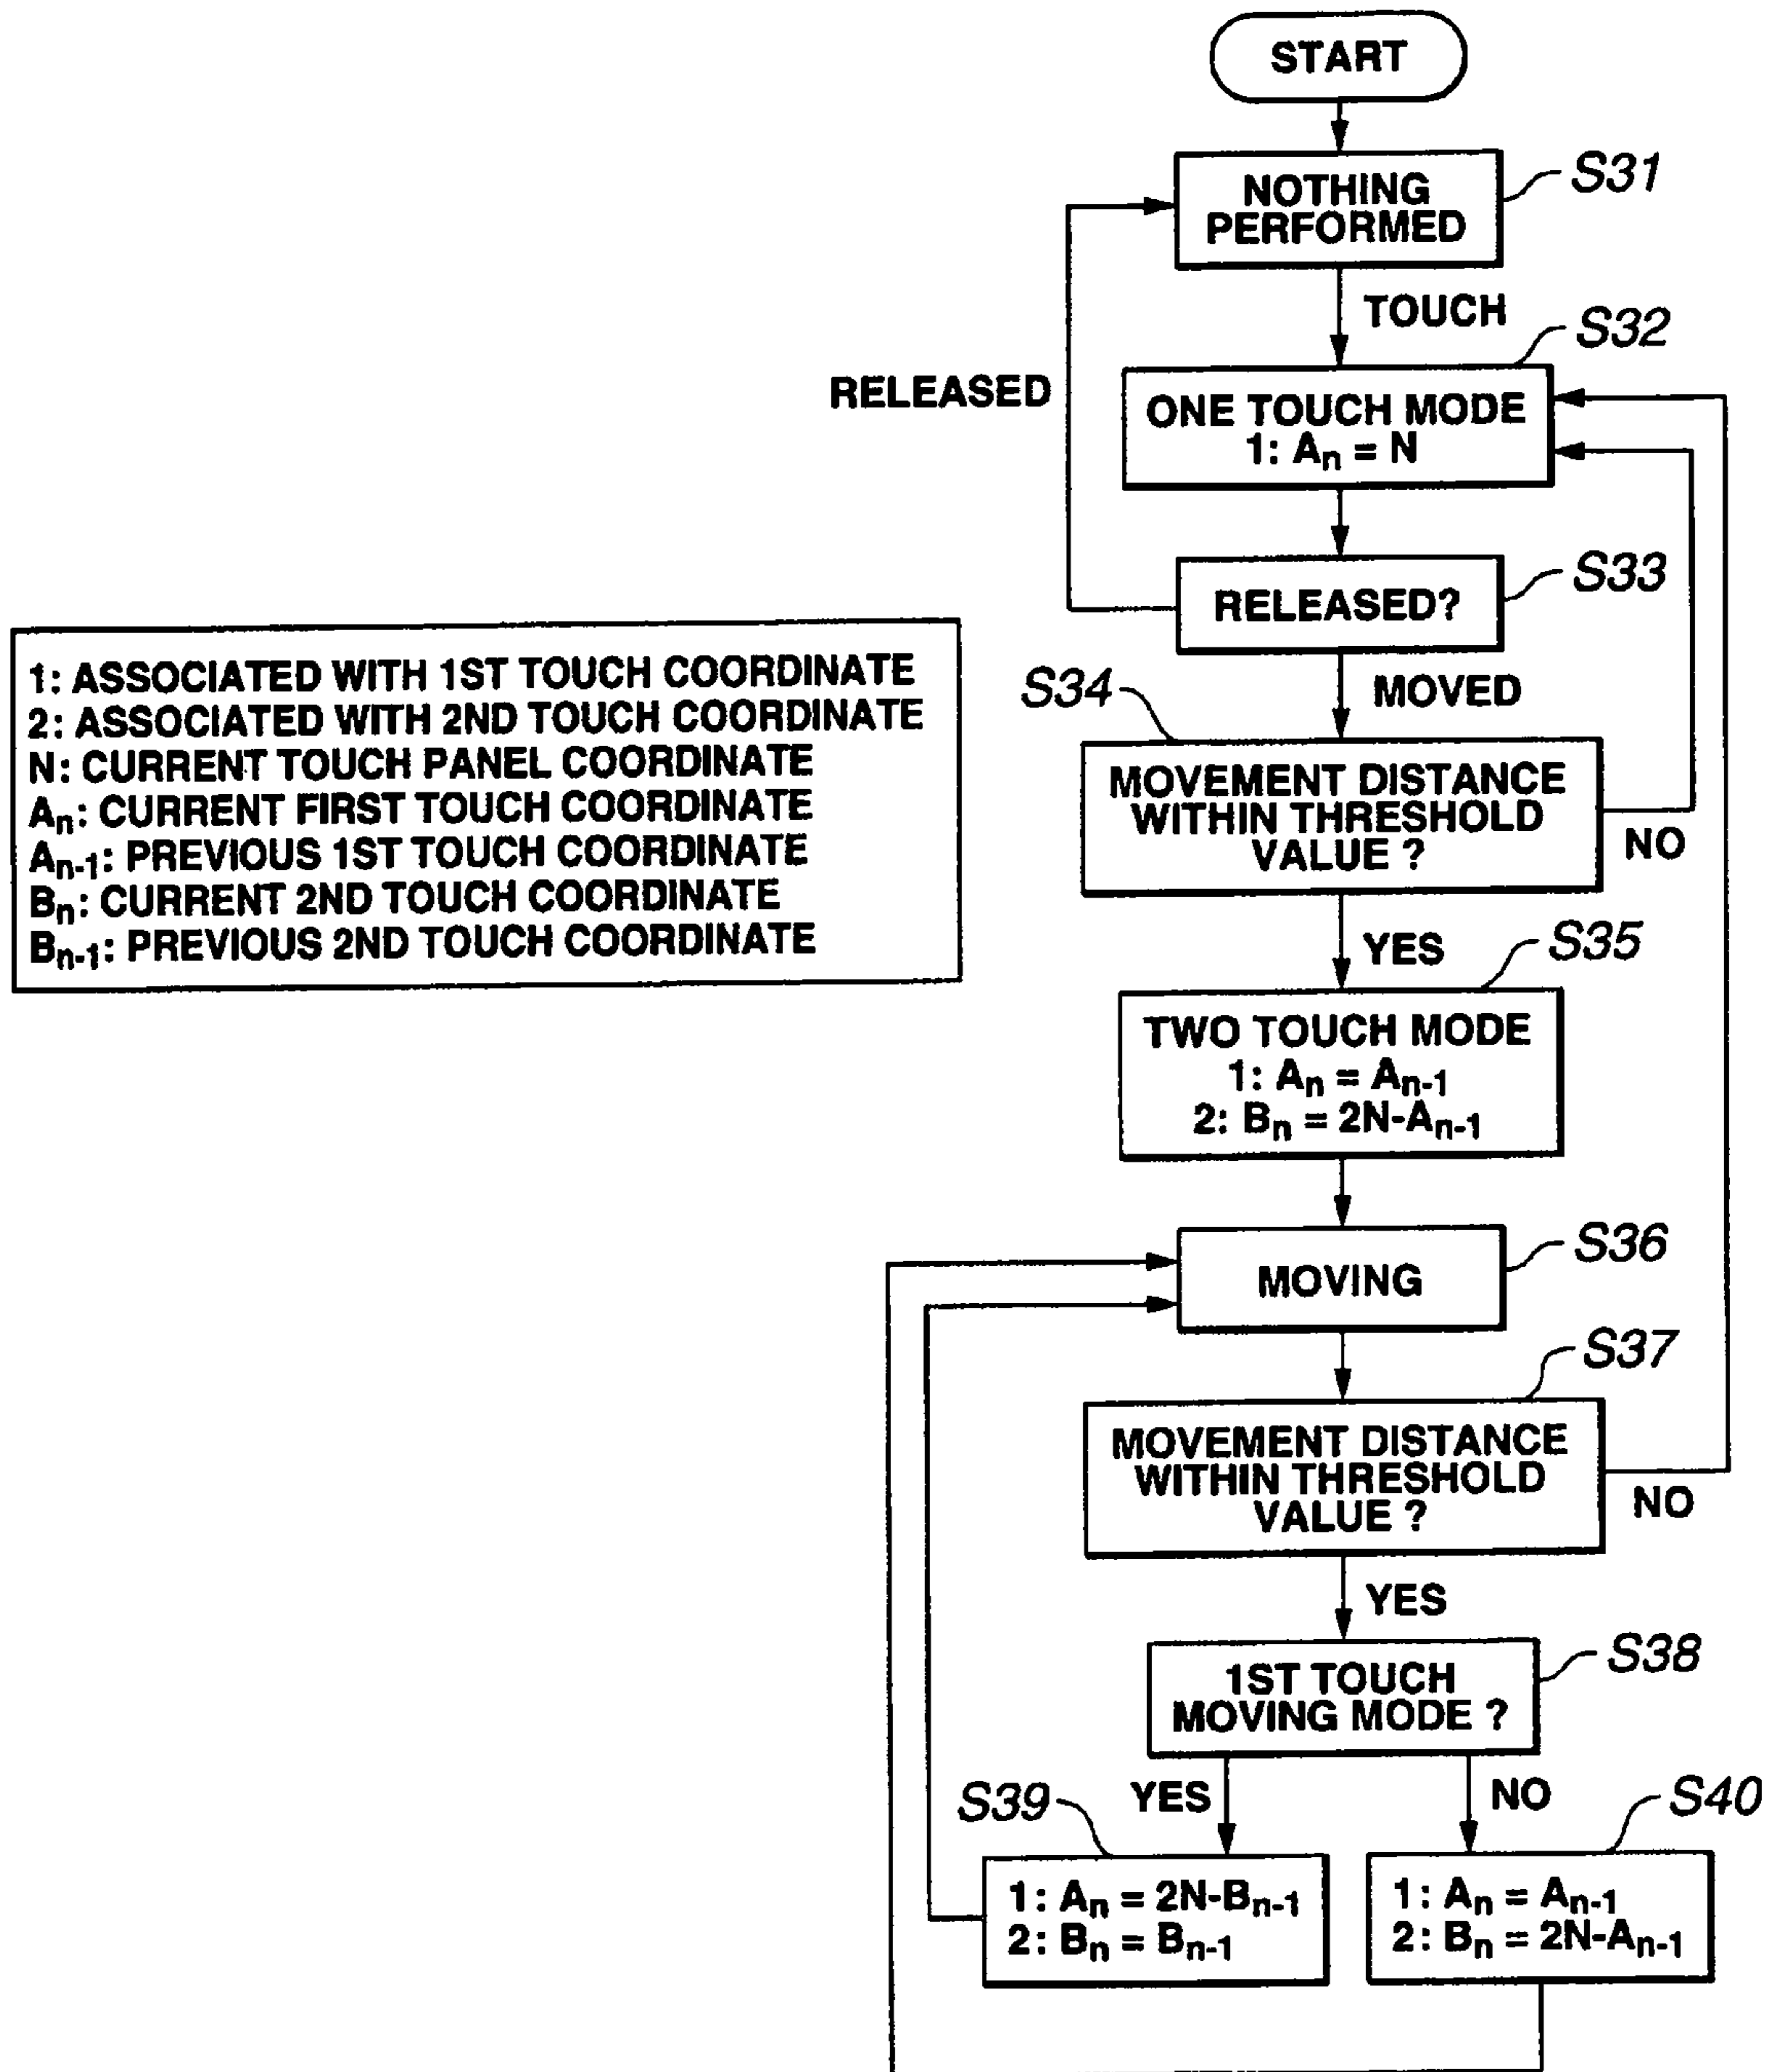 START
NOTHING
PERFORMED
S31
TOUCH
S32
RELEASED
ONE TOUCH MODE
1: Aₙ = N
RELEASED?
S33
MOVED
S34
1: ASSOCIATED WITH 1ST TOUCH COORDINATE
2: ASSOCIATED WITH 2ND TOUCH COORDINATE
N: CURRENT TOUCH PANEL COORDINATE
Aₙ: CURRENT FIRST TOUCH COORDINATE
Aₙ₋₁: PREVIOUS 1ST TOUCH COORDINATE
Bₙ: CURRENT 2ND TOUCH COORDINATE
Bₙ₋₁: PREVIOUS 2ND TOUCH COORDINATE
MOVEMENT DISTANCE
WITHIN THRESHOLD
VALUE ?
NO
YES
S35
TWO TOUCH MODE
1: Aₙ = Aₙ₋₁
2: Bₙ = 2N-Aₙ₋₁
MOVING
S36
S37
MOVEMENT DISTANCE
WITHIN THRESHOLD
VALUE ?
NO
YES
S38
1ST TOUCH
MOVING MODE ?
YES
NO
S39
S40
1: Aₙ = 2N-Bₙ₋₁
2: Bₙ = Bₙ₋₁
1: Aₙ = Aₙ₋₁
2: Bₙ = 2N-Aₙ₋₁